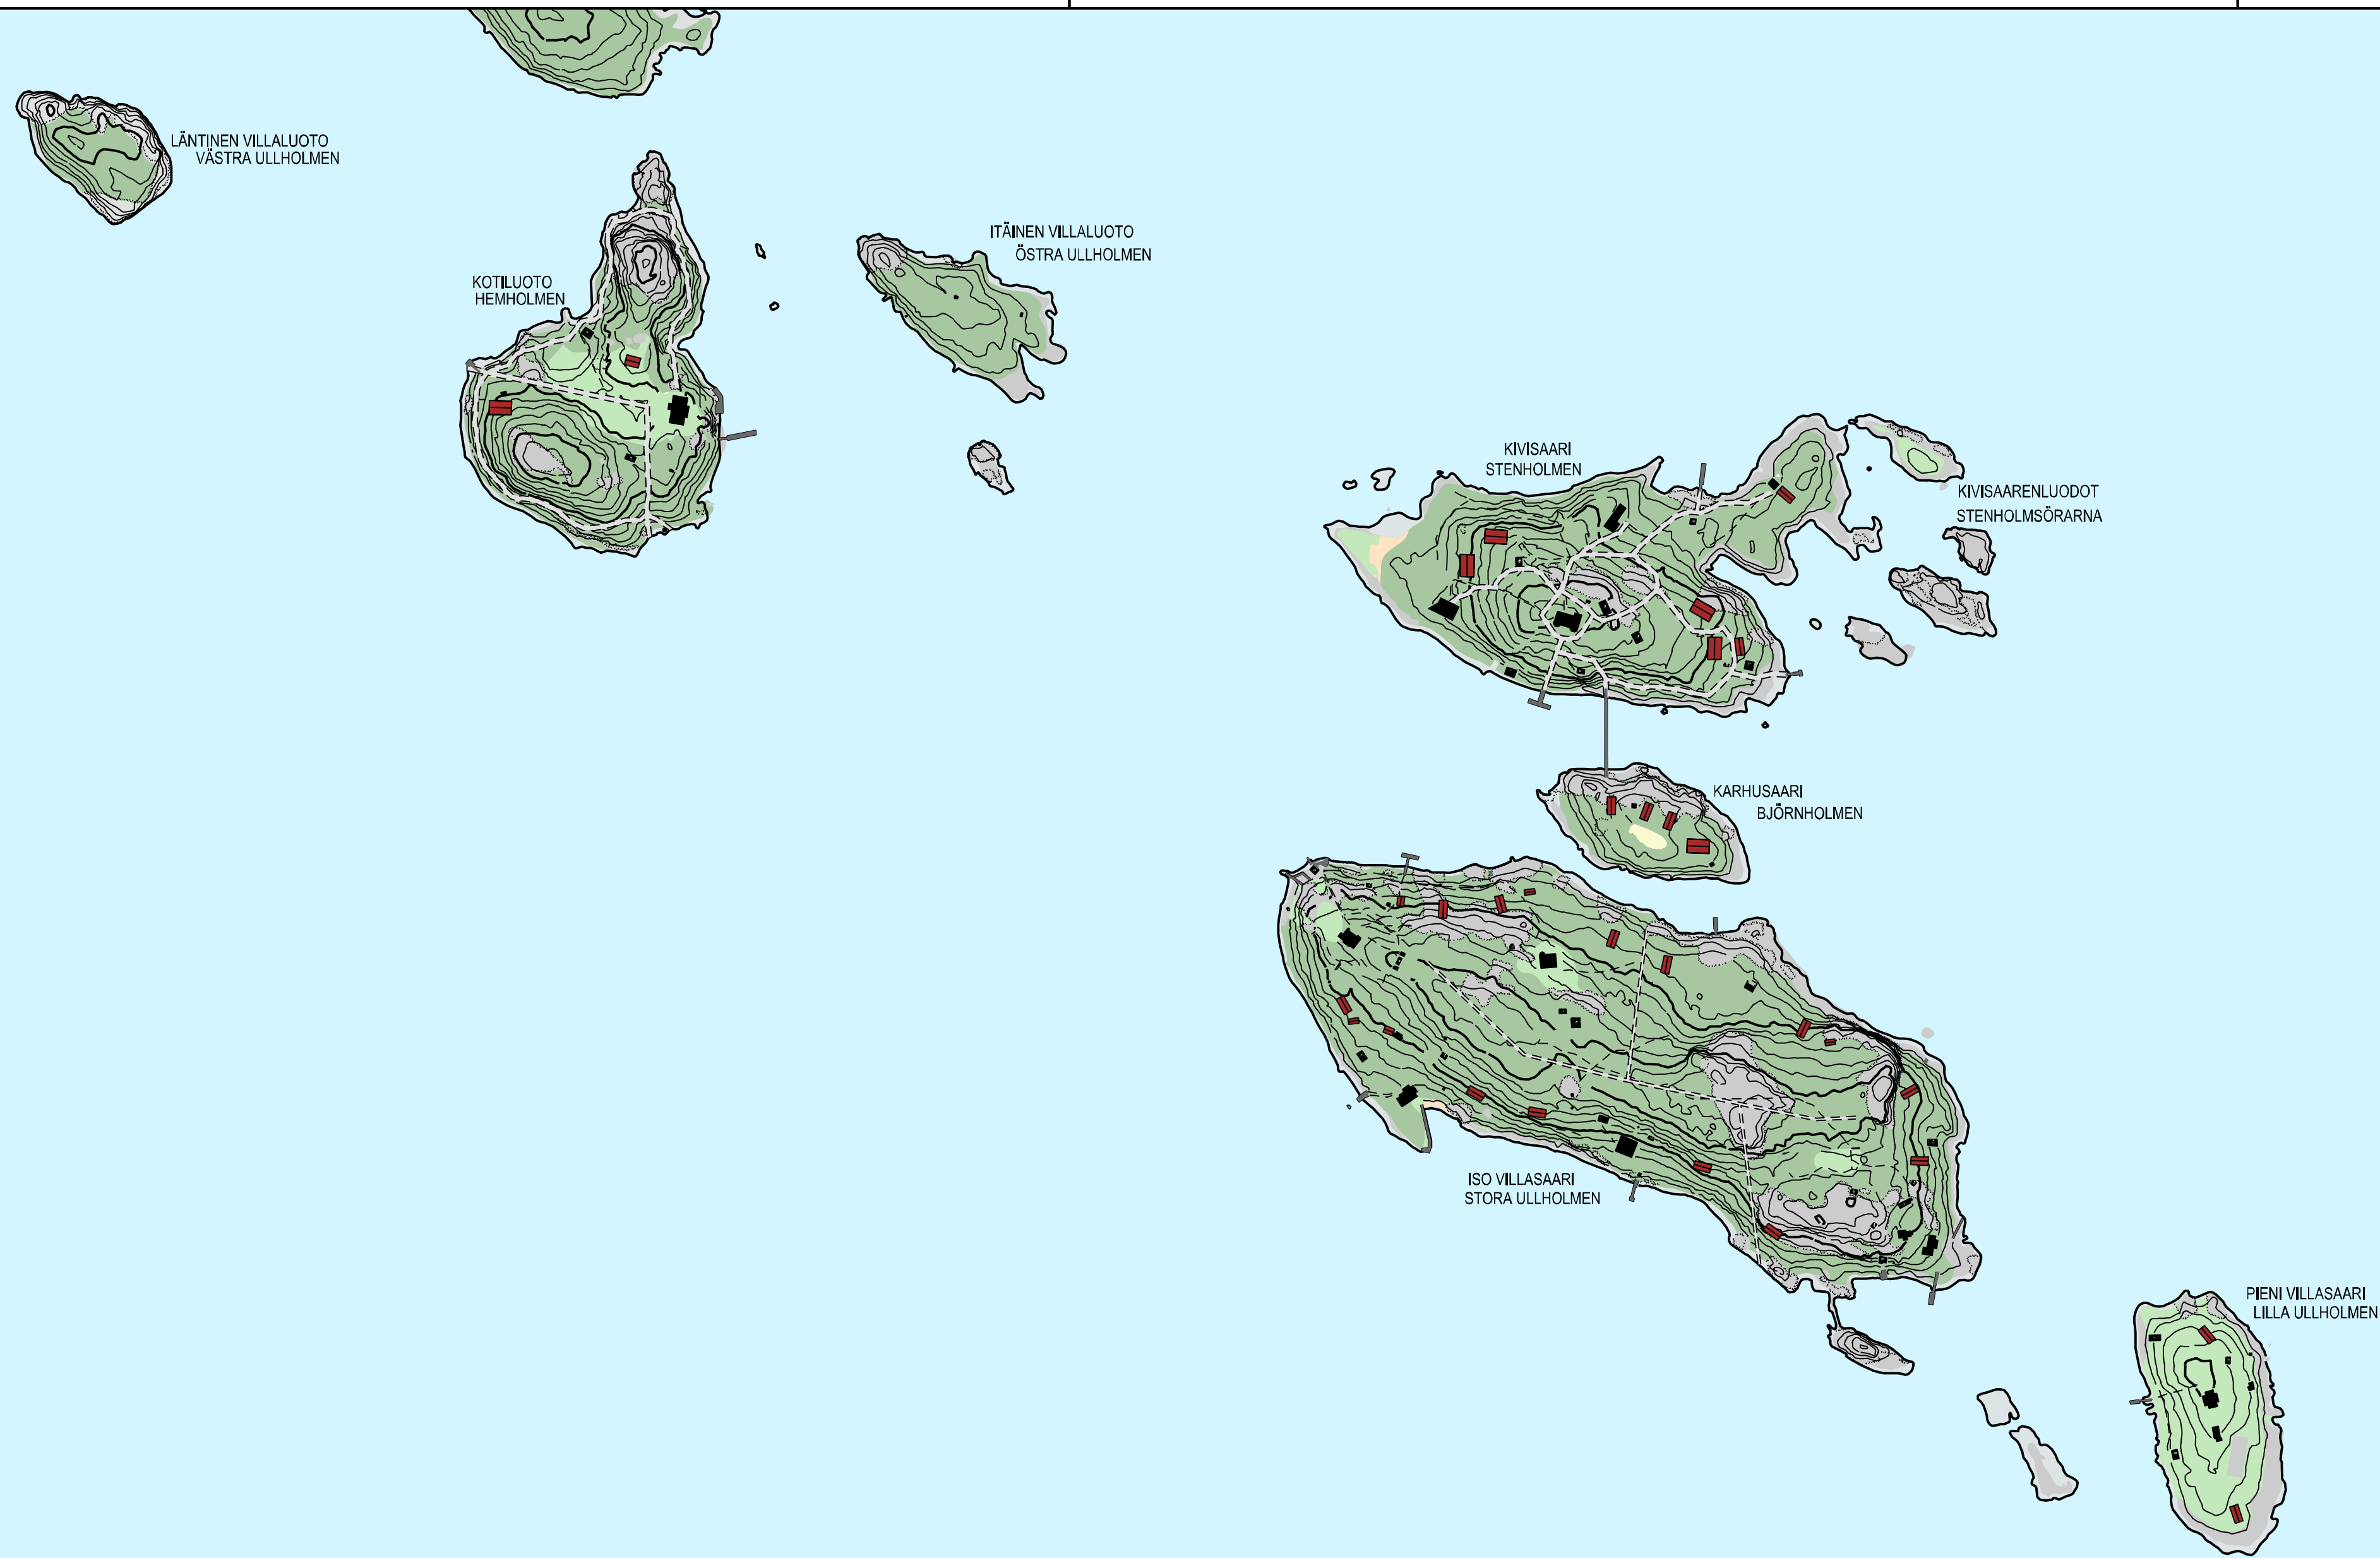 LÄNTINEN VILLALUOTO
VÄSTRA ULLHOLMEN
ITÄINEN VILLALUOTO
ÖSTRA ULLHOLMEN
KOTILUOTO
HEMHOLMEN
KIVISAARI
STENHOLMEN
KIVISAARENLUODOT
STENHOLMSÖRARNA
KARHUSAARI
BJÖRNHOLMEN
ISO VILLASAARI
STORA ULLHOLMEN
PIENI VILLASAARI
LILLA ULLHOLMEN